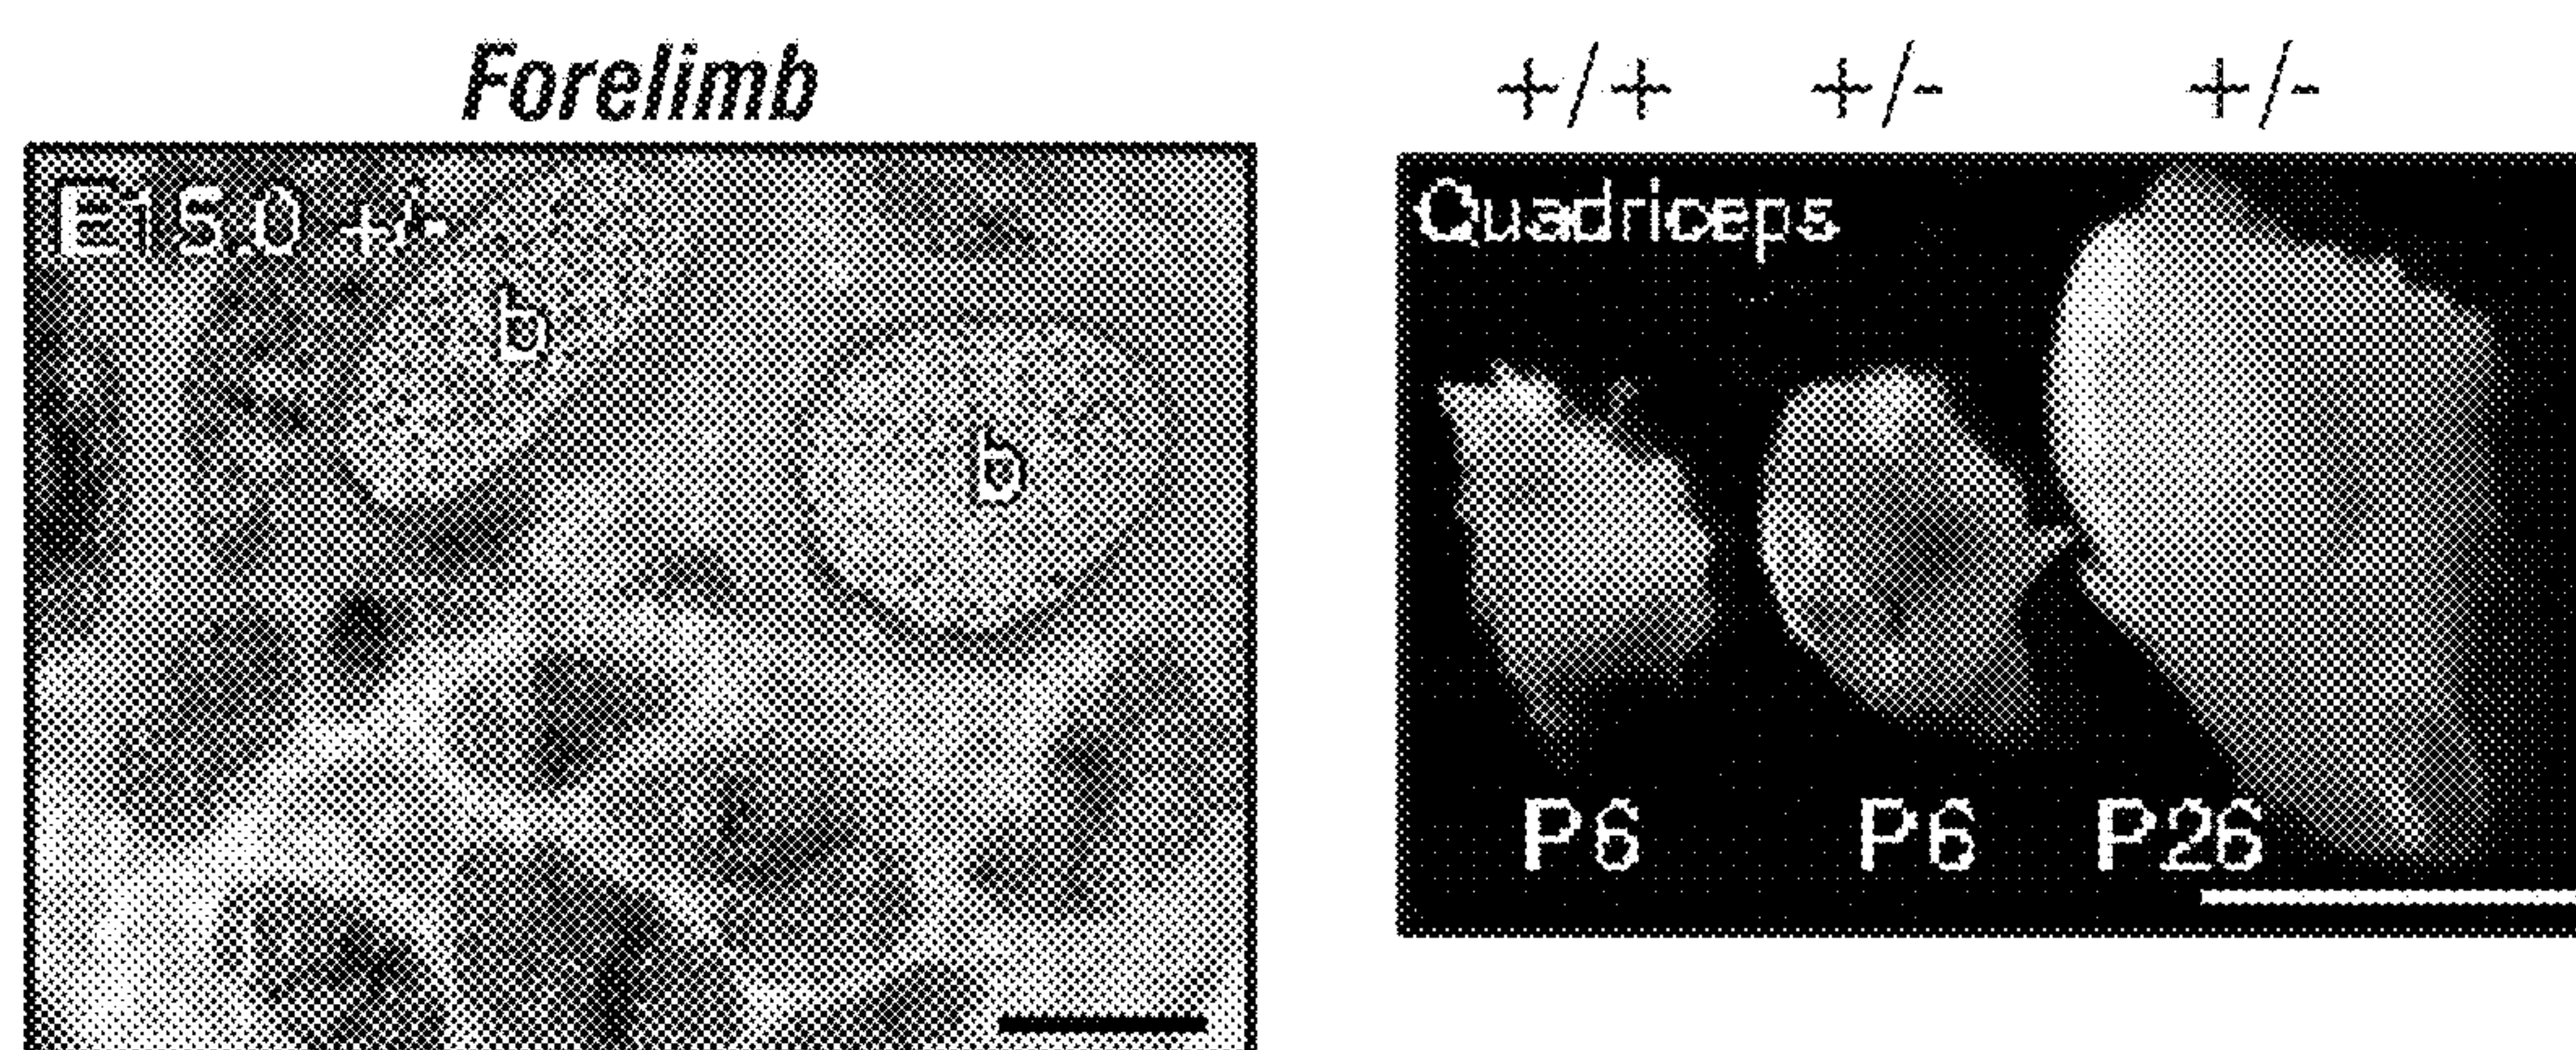 Forelimb
+/+ +/- +/-
E15.0 +/-
b
b
Quadriceps
P6 P6 P26